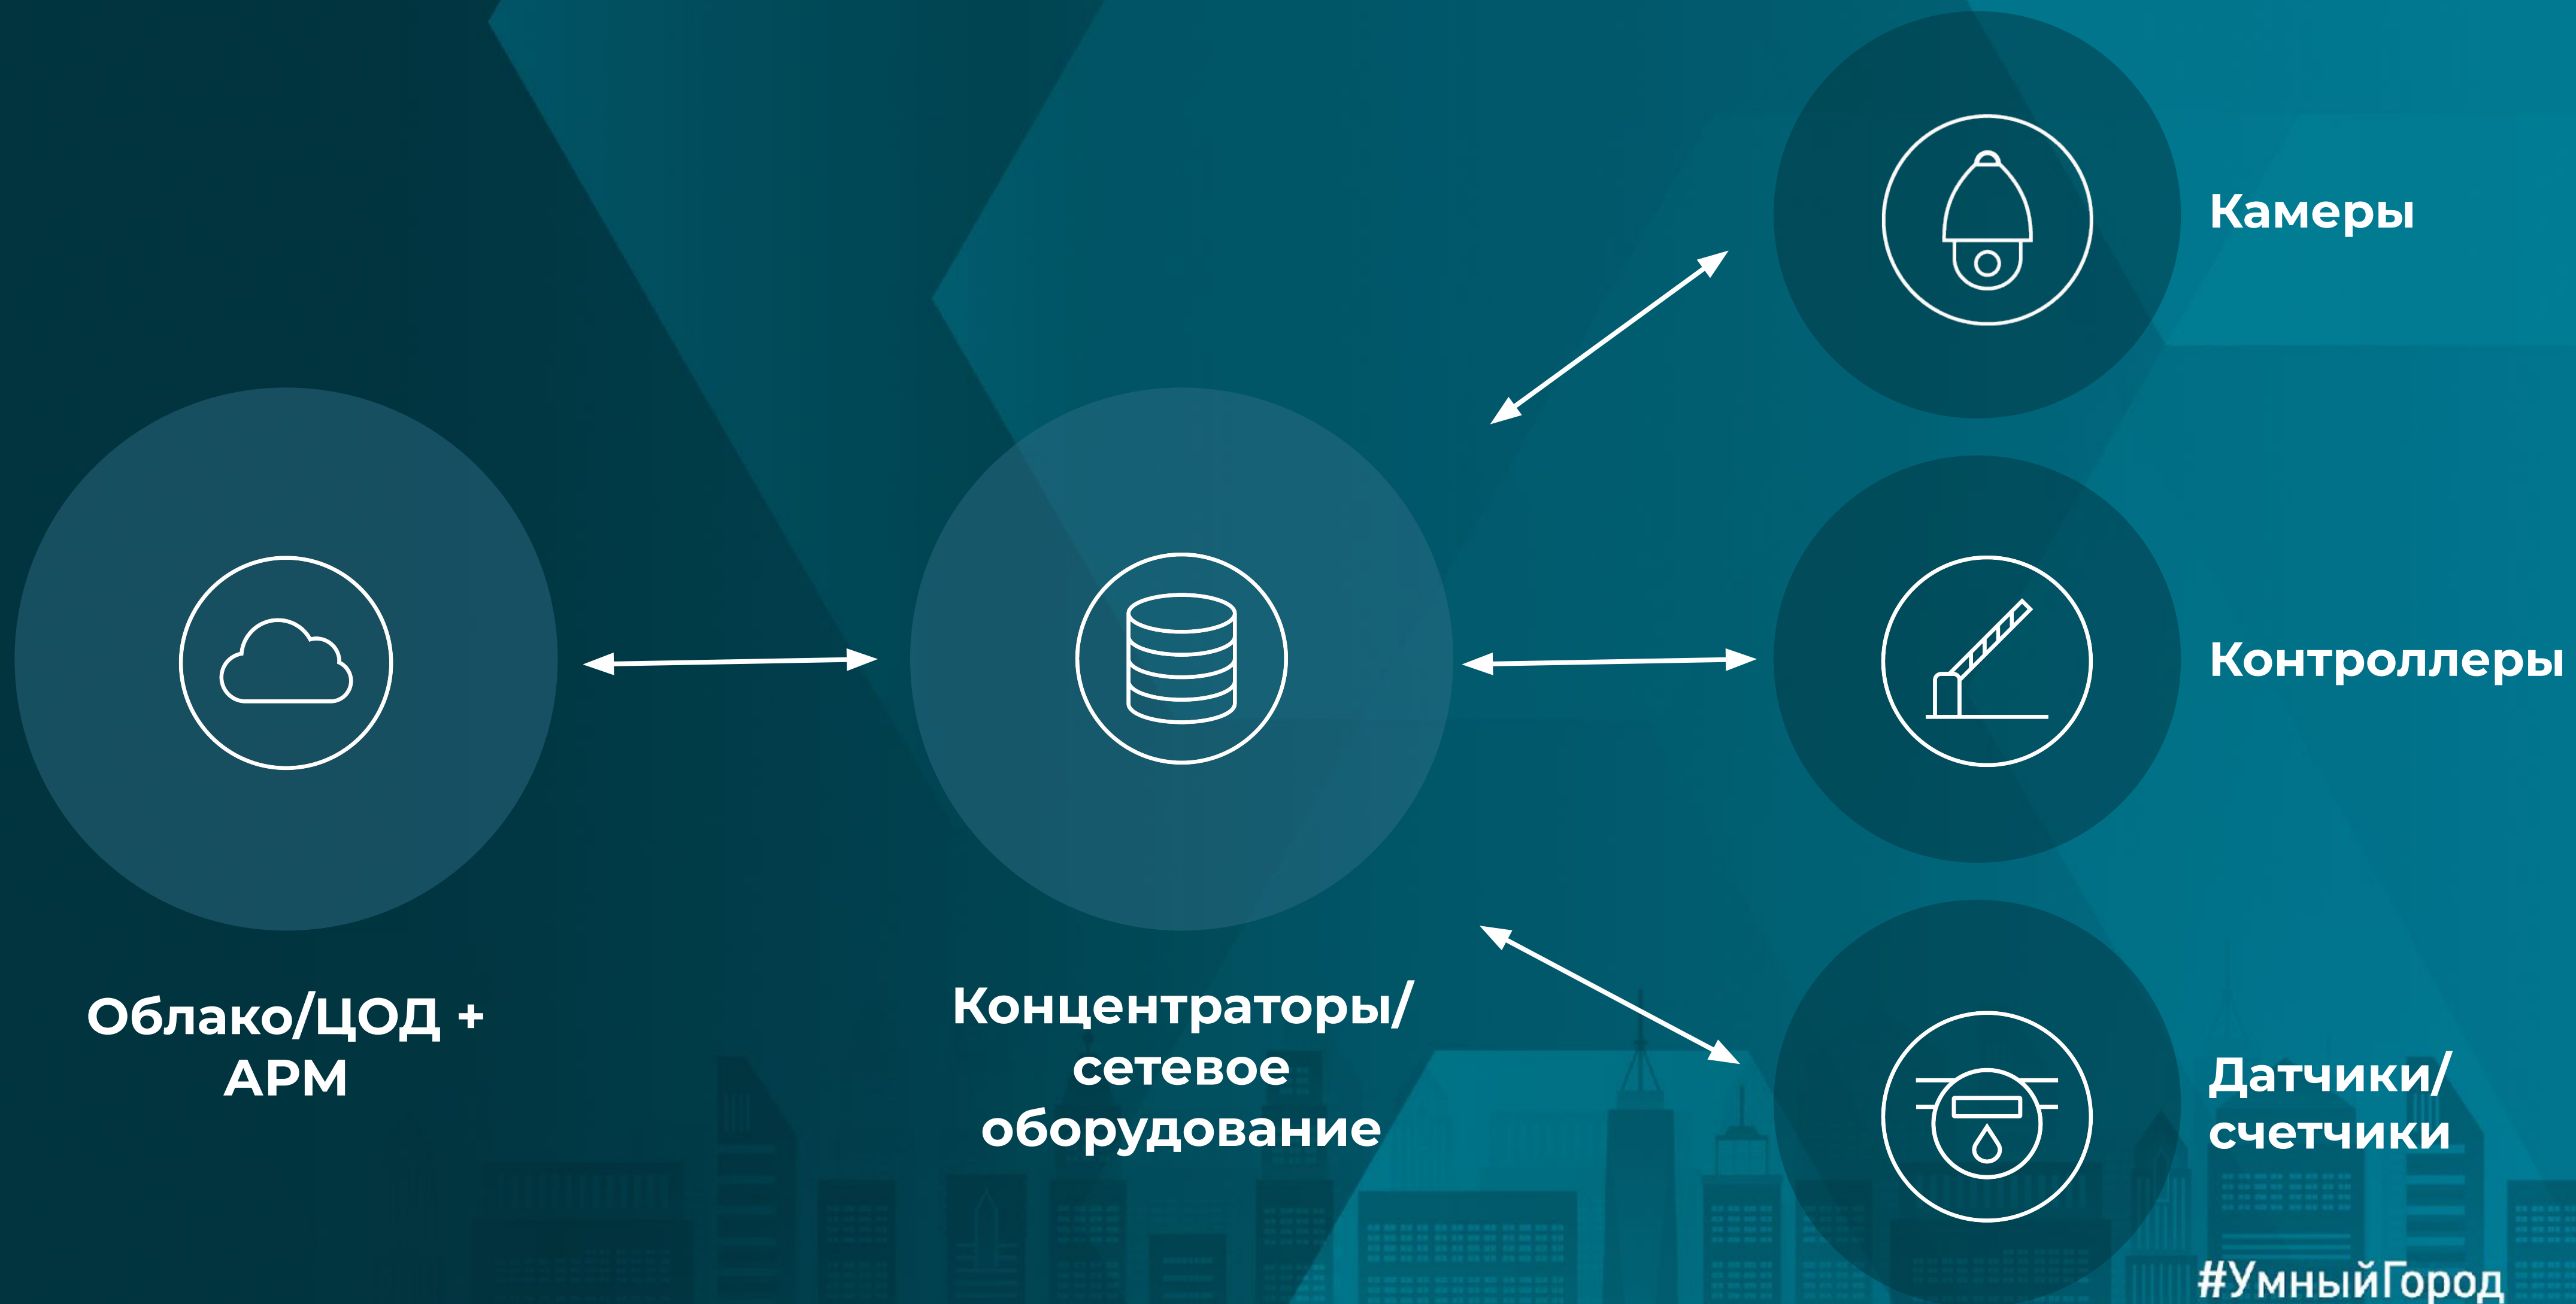 Камеры
Контроллеры
Облако/ЦОД +
АРМ
Концентраторы/
сетевое
оборудование
Датчики/
счетчики
#УмныйГород